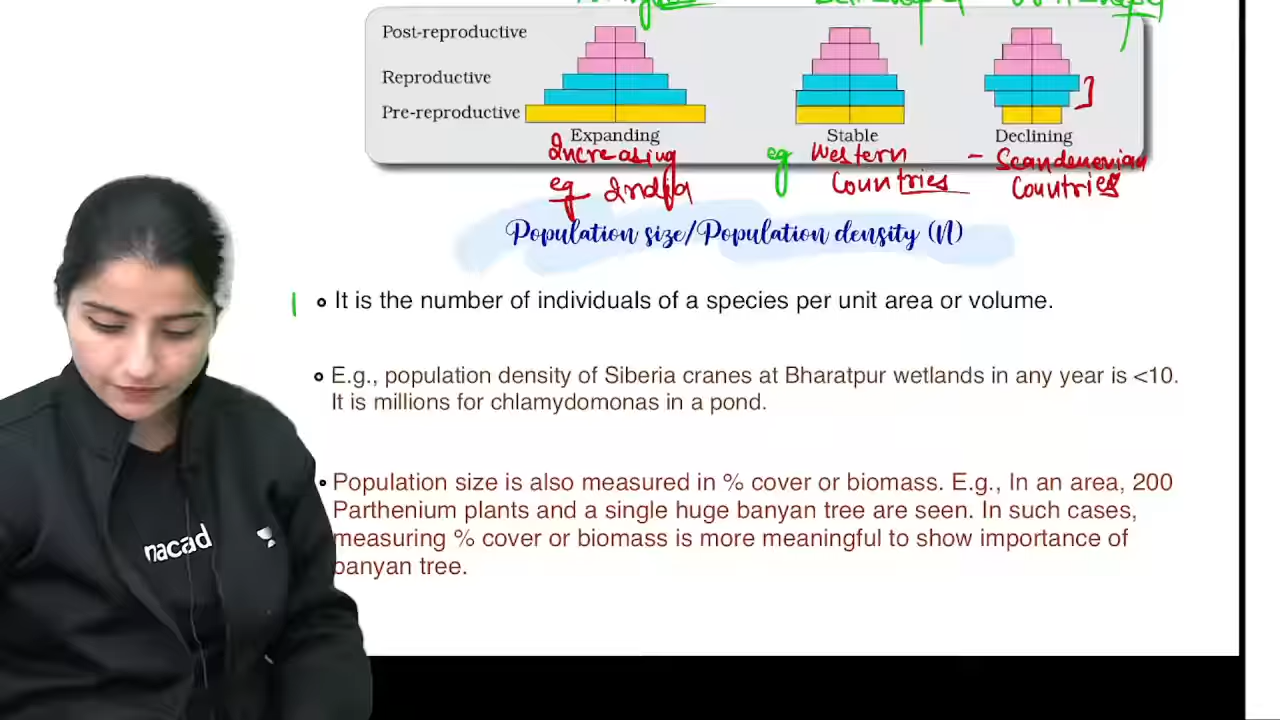 Post-reproductive
Reproductive
Pre-reproductive
Expanding
Stable
Declining
Increasing
eg India
eg Western
Countries
- Scandenenian
Countries
Population size/Population density (N)
1 It is the number of individuals of a species per unit area or volume.
E.g., population density of Siberia cranes at Bharatpur wetlands in any year is <10.
It is millions for chlamydomonas in a pond.
Population size is also measured in % cover or biomass. E.g., In an area, 200
Parthenium plants and a single huge banyan tree are seen. In such cases,
measuring % cover or biomass is more meaningful to show importance of
banyan tree.
nacad